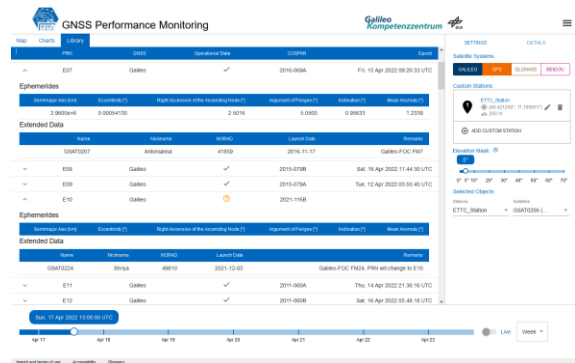 GNSS Performance Monitoring
Galileo
Kompetenzzentrum
DLR
Map Charts Library
SETTINGS DETAILS
PRN GNSS Operational State COSPAR Epoch
E07 Galileo 2016-069A Fri, 15 Apr 2022 09:20:33 UTC
Ephemerides
Semimajor Axis [km] Eccentricity [°] Right Ascension of the Ascending Node [°] Argument of Perigee [°] Inclination [°] Mean Anomaly [°]
2.9600e+6 0.00054130 2.5016 5.0500 0.95633 1.2339
Extended Data
Name Nickname NORAD Launch Date Remarks
GSAT0207 Antonianna 41859 2016-11-17 Galileo-FOC FM7
E08 Galileo 2015-079B Sat, 16 Apr 2022 11:44:30 UTC
E09 Galileo 2015-079A Tue, 12 Apr 2022 03:55:45 UTC
E10 Galileo 2021-116B
Ephemerides
Semimajor Axis [km] Eccentricity [°] Right Ascension of the Ascending Node [°] Argument of Perigee [°] Inclination [°] Mean Anomaly [°]
Extended Data
Name Nickname NORAD Launch Date Remarks
GSAT0224 Shriya 49810 2021-12-05 Galileo-FOC FM24, PRN will change to E10
E11 Galileo 2011-060A Thu, 14 Apr 2022 21:36:16 UTC
E12 Galileo 2011-060B Sat, 16 Apr 2022 05:48:18 UTC
Satellite Systems:
GALILEO GPS GLONASS BEIDOU
Custom Stations:
ETTC_Station
250 m
ADD CUSTOM STATION
Elevation Mask:
5°
0° 5° 10° 20° 30° 40° 50° 60° 70°
Selected Objects
Stations Satellites
ETTC_Station GSAT0206 (...
Sun, 17 Apr 2022 13:00:00 UTC
Apr 17 Apr 18 Apr 19 Apr 20 Apr 21 Apr 22 Apr 23
Live Week
Imprint and terms of use Accessibility Glossary